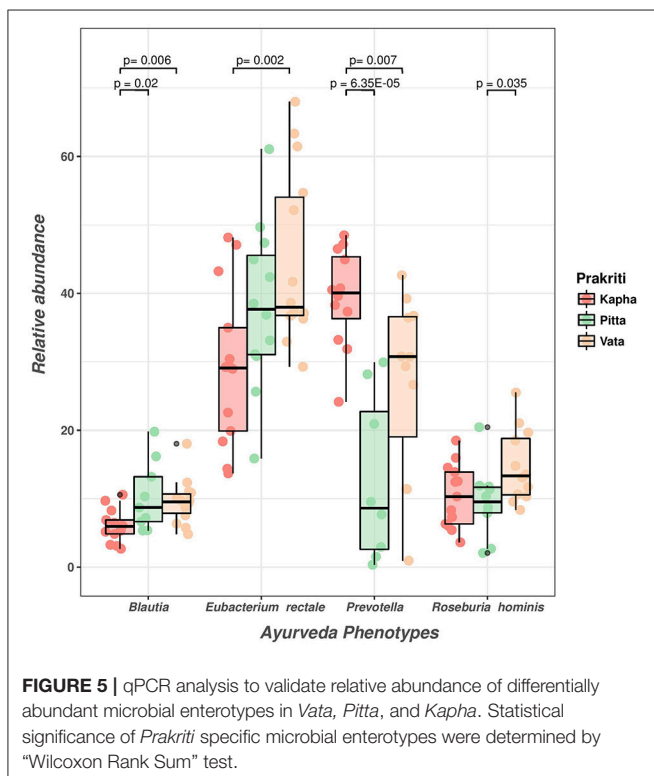 p= 0.006
p = 0.02
p= 0.002
p= 0.007
p = 6.35E-05
p = 0.035
60
40
20
0
Relative abundance
Blautia
Eubacterium rectale
Prevotella
Roseburia hominis
Ayurveda Phenotypes
Prakriti
Kapha
Pitta
Vata
FIGURE 5 | qPCR analysis to validate relative abundance of differentially
abundant microbial enterotypes in Vata, Pitta, and Kapha. Statistical
significance of Prakriti specific microbial enterotypes were determined by
“Wilcoxon Rank Sum” test.